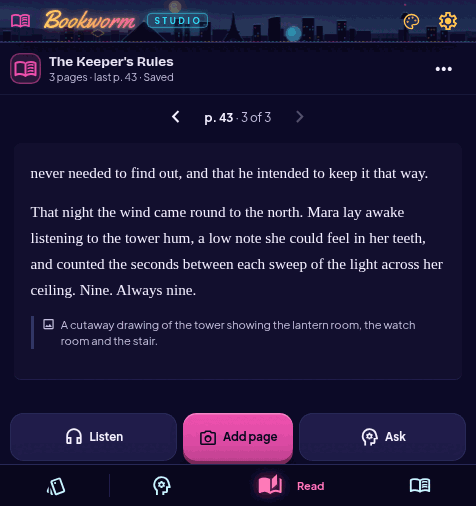 Bookworm STUDIO
The Keeper's Rules
3 pages · last p. 43 · Saved
p. 43 · 3 of 3
never needed to find out, and that he intended to keep it that way.
That night the wind came round to the north. Mara lay awake
listening to the tower hum, a low note she could feel in her teeth,
and counted the seconds between each sweep of the light across her
ceiling. Nine. Always nine.
A cutaway drawing of the tower showing the lantern room, the watch
room and the stair.
Listen
Add page
Ask
Read